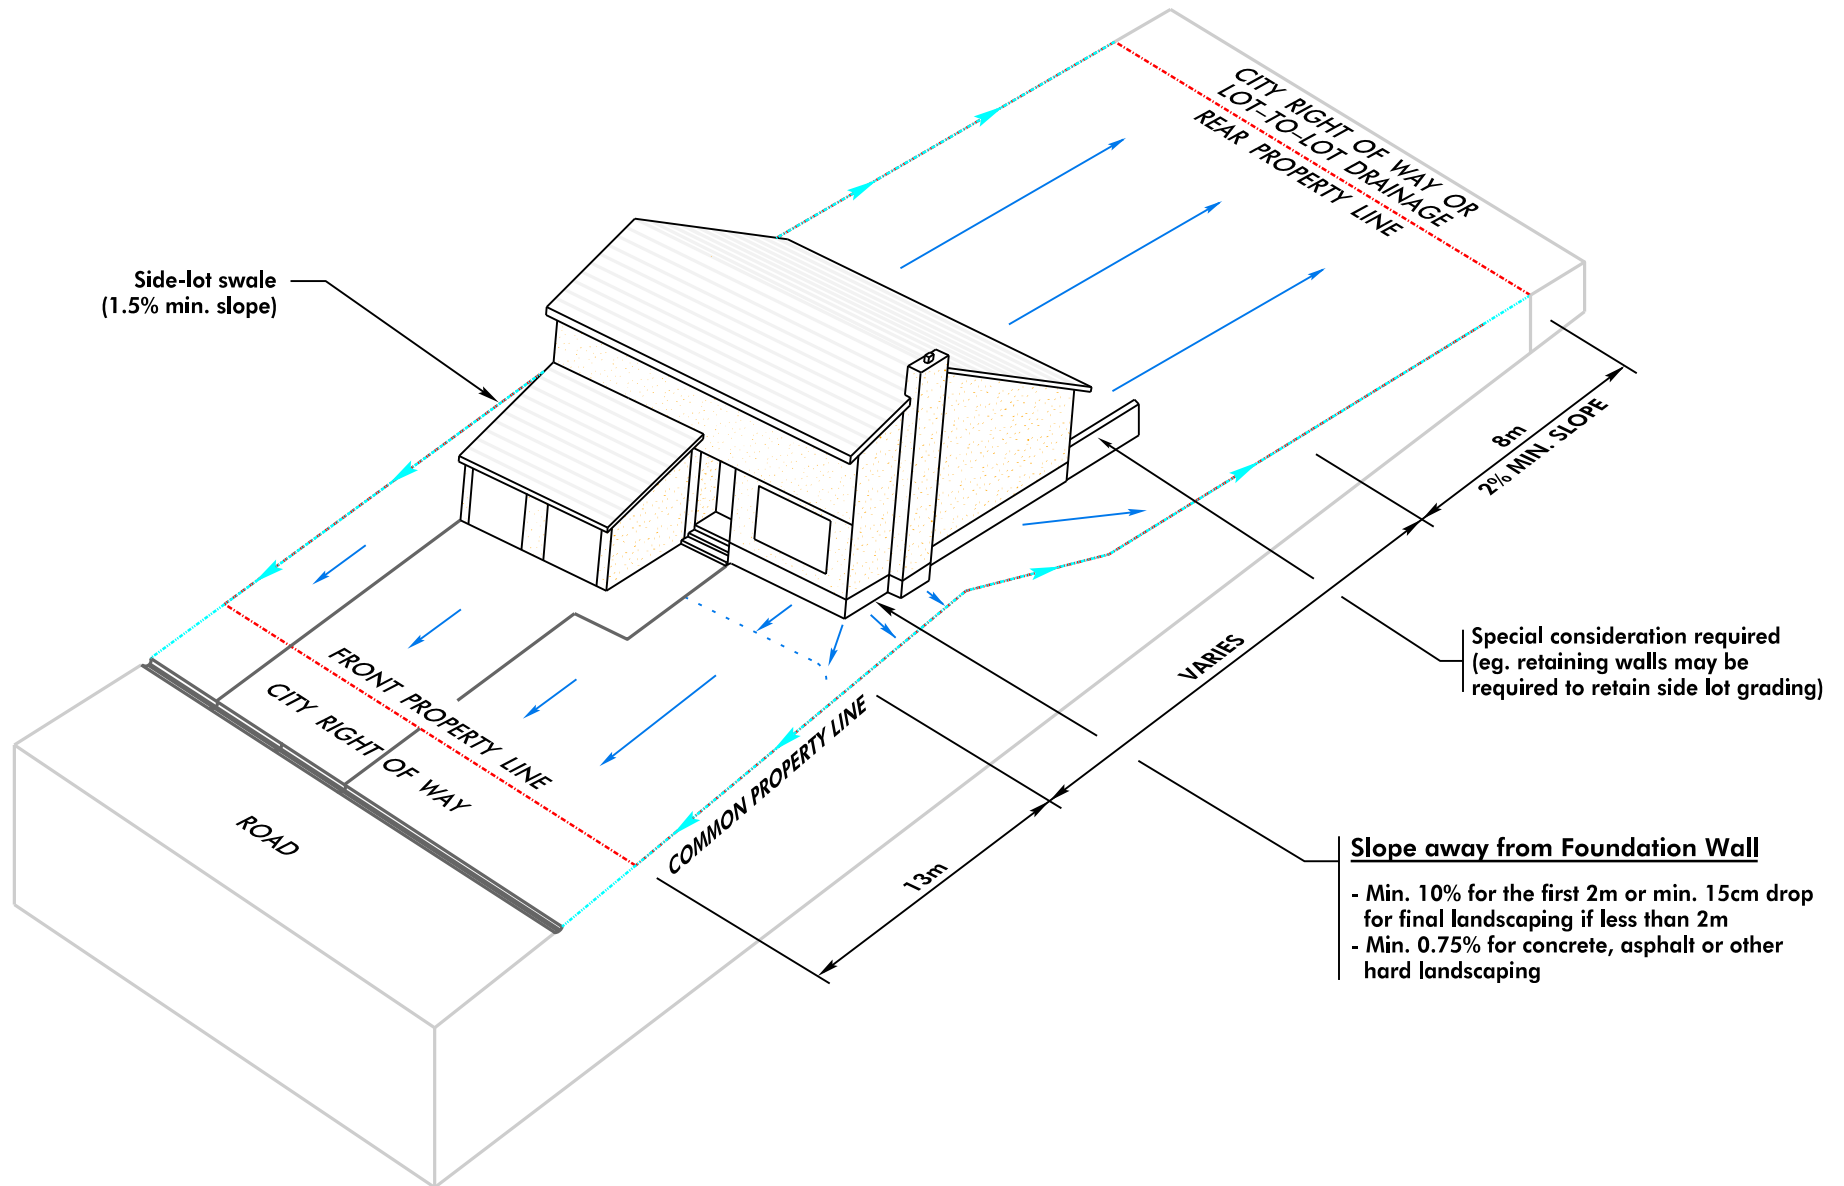 CITY RIGHT OF WAY OR
LOT-TO-LOT DRAINAGE
REAR PROPERTY LINE
Side-lot swale
(1.5% min. slope)
8m
2% MIN. SLOPE
VARIES
Special consideration required
(eg. retaining walls may be
required to retain side lot grading)
FRONT PROPERTY LINE
CITY RIGHT OF WAY
ROAD
COMMON PROPERTY LINE
13m
Slope away from Foundation Wall
- Min. 10% for the first 2m or min. 15cm drop
for final landscaping if less than 2m
- Min. 0.75% for concrete, asphalt or other
hard landscaping